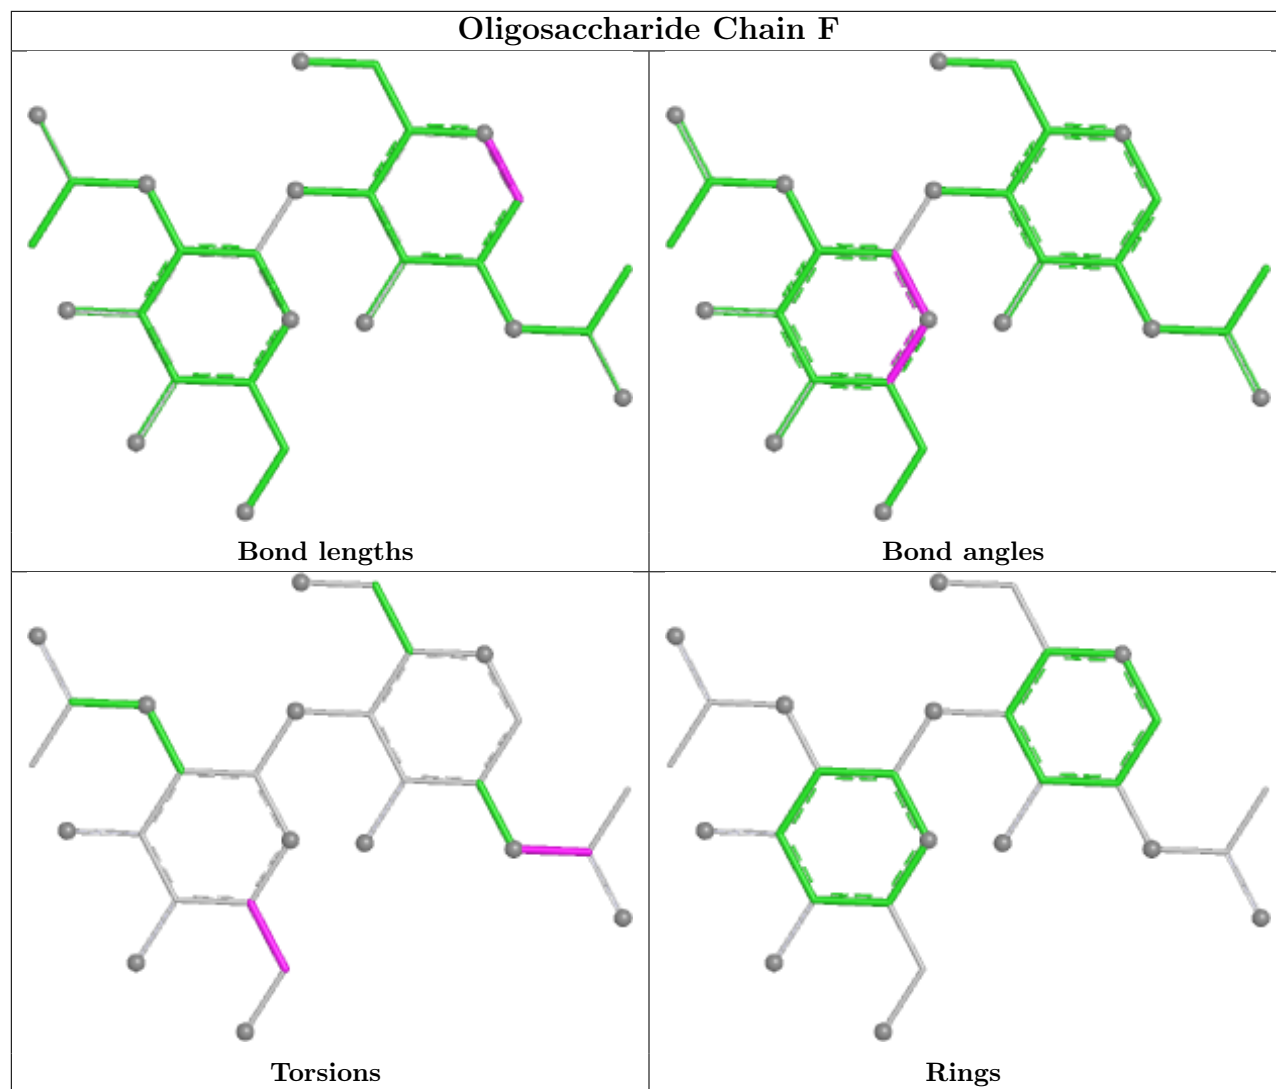 Oligosaccharide Chain F
Bond lengths
Bond angles
Torsions
Rings